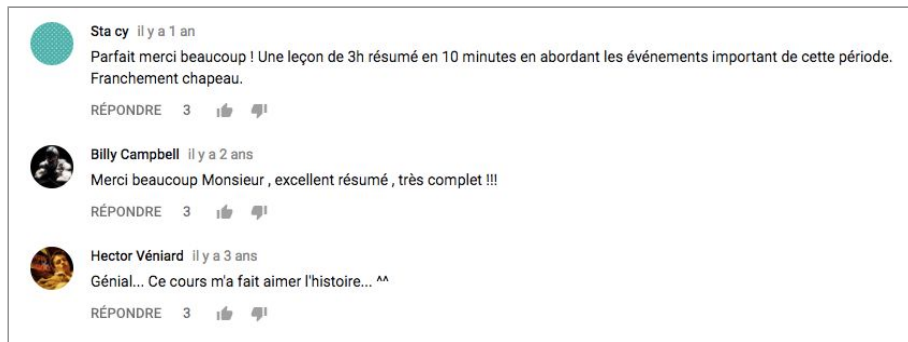 Sta cy il y a 1 an
Parfait merci beaucoup ! Une leçon de 3h résumé en 10 minutes en abordant les événements important de cette période.
Franchement chapeau.
RÉPONDRE 3
Billy Campbell il y a 2 ans
Merci beaucoup Monsieur , excellent résumé , très complet !!!
RÉPONDRE 3
Hector Véniard il y a 3 ans
Génial... Ce cours m'a fait aimer l'histoire... ^^
RÉPONDRE 3